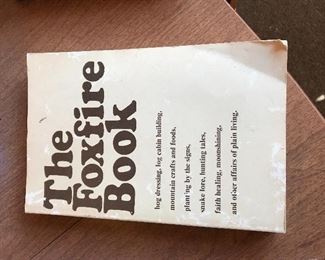 The
Foxfire
Book
hog dressing, log cabin building,
mountain crafts and foods,
planting by the signs,
snake lore, hunting tales,
faith healing, moonshining,
and other affairs of plain living.